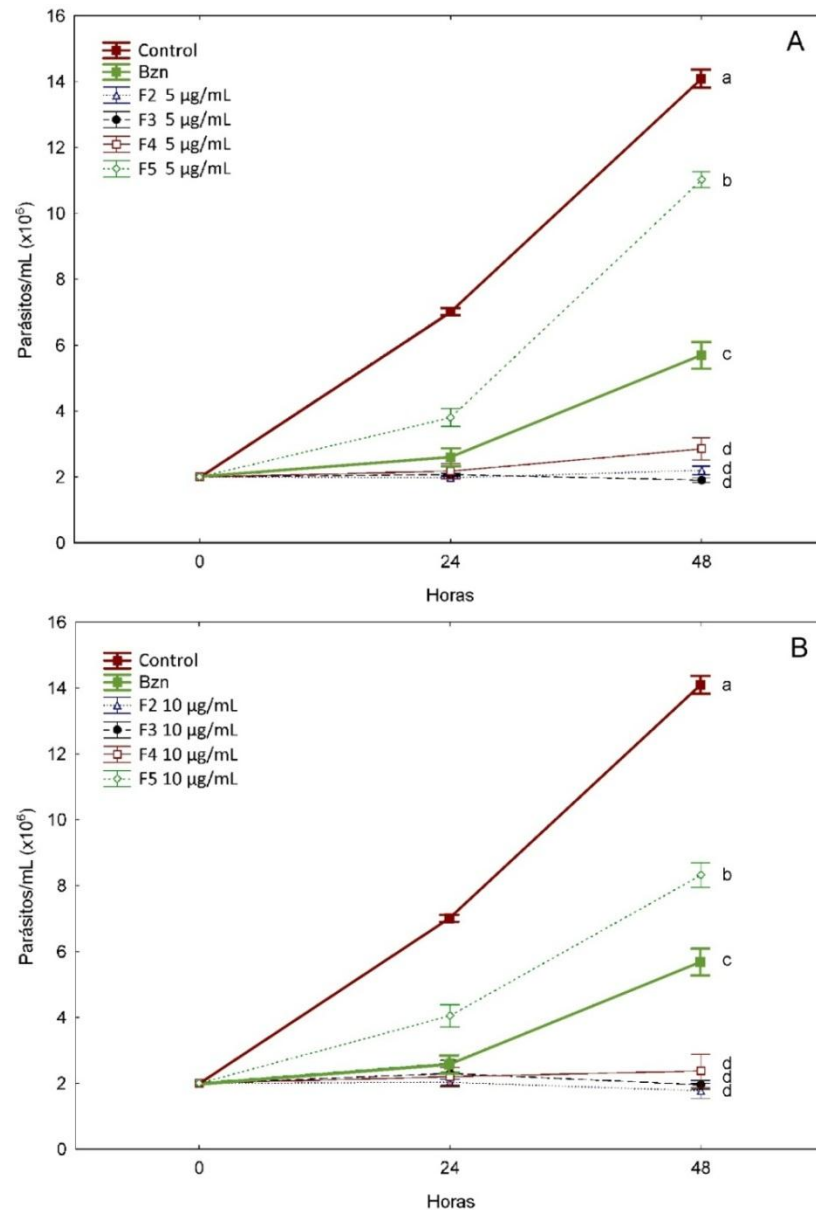 A
Control
Bzn
F2 5 µg/mL
F3 5 µg/mL
F4 5 µg/mL
F5 5 µg/mL
Parásitos/mL (x10⁶)
16
14
12
10
8
6
4
2
0
a
b
c
d
d
d
0 24 48
Horas
B
Control
Bzn
F2 10 µg/mL
F3 10 µg/mL
F4 10 µg/mL
F5 10 µg/mL
Parásitos/mL (x10⁶)
16
14
12
10
8
6
4
2
0
a
b
c
d
d
d
0 24 48
Horas